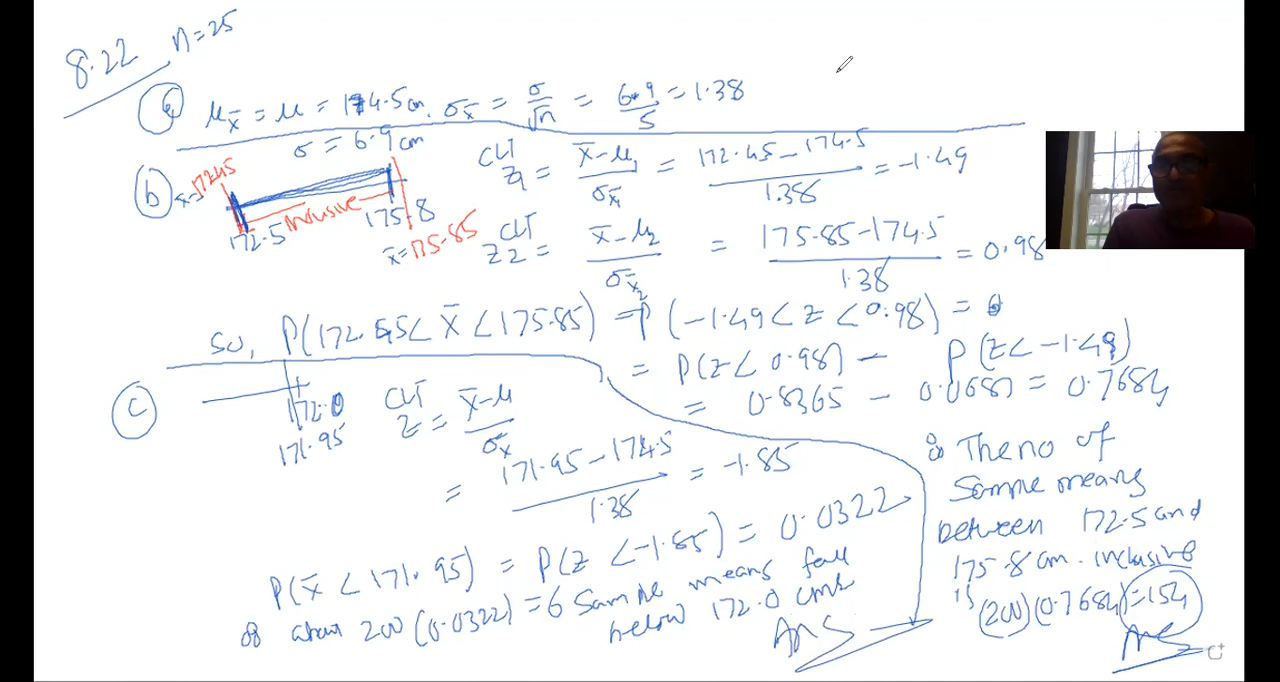 8.22 n=25
(a) μx̄ = μ = 174.5cm. σx̄ = σ/√n = 6.9/5 = 1.38
σ = 6.9cm
(b) x̄=172.45
Inclusive
172.5 175.8
x̄=175.85
CLT Z1 = x̄-μ1/σx̄1 = 172.45-174.5/1.38 = -1.49
CLT Z2 = x̄-μ2/σx̄2 = 175.85-174.5/1.38 = 0.98
So, P(172.45< x̄ <175.85) = P(-1.49<z<0.98) =
= P(z<0.98) - P(z<-1.49)
= 0.8365 - 0.0681 = 0.7684
∴ The no of
Sample means
between 172.5 and
175.8 cm. inclusive
is (200)(0.7684)=154
Ans
(c) 172.0
171.95
CLT Z = x̄-μ/σx̄
= 171.95-174.5/1.38 = -1.85
P(x̄ <171.95) = P(z<-1.85) = 0.0322
∴ about 200(0.0322)=6 Sample means fall
below 172.0 cms
Ans